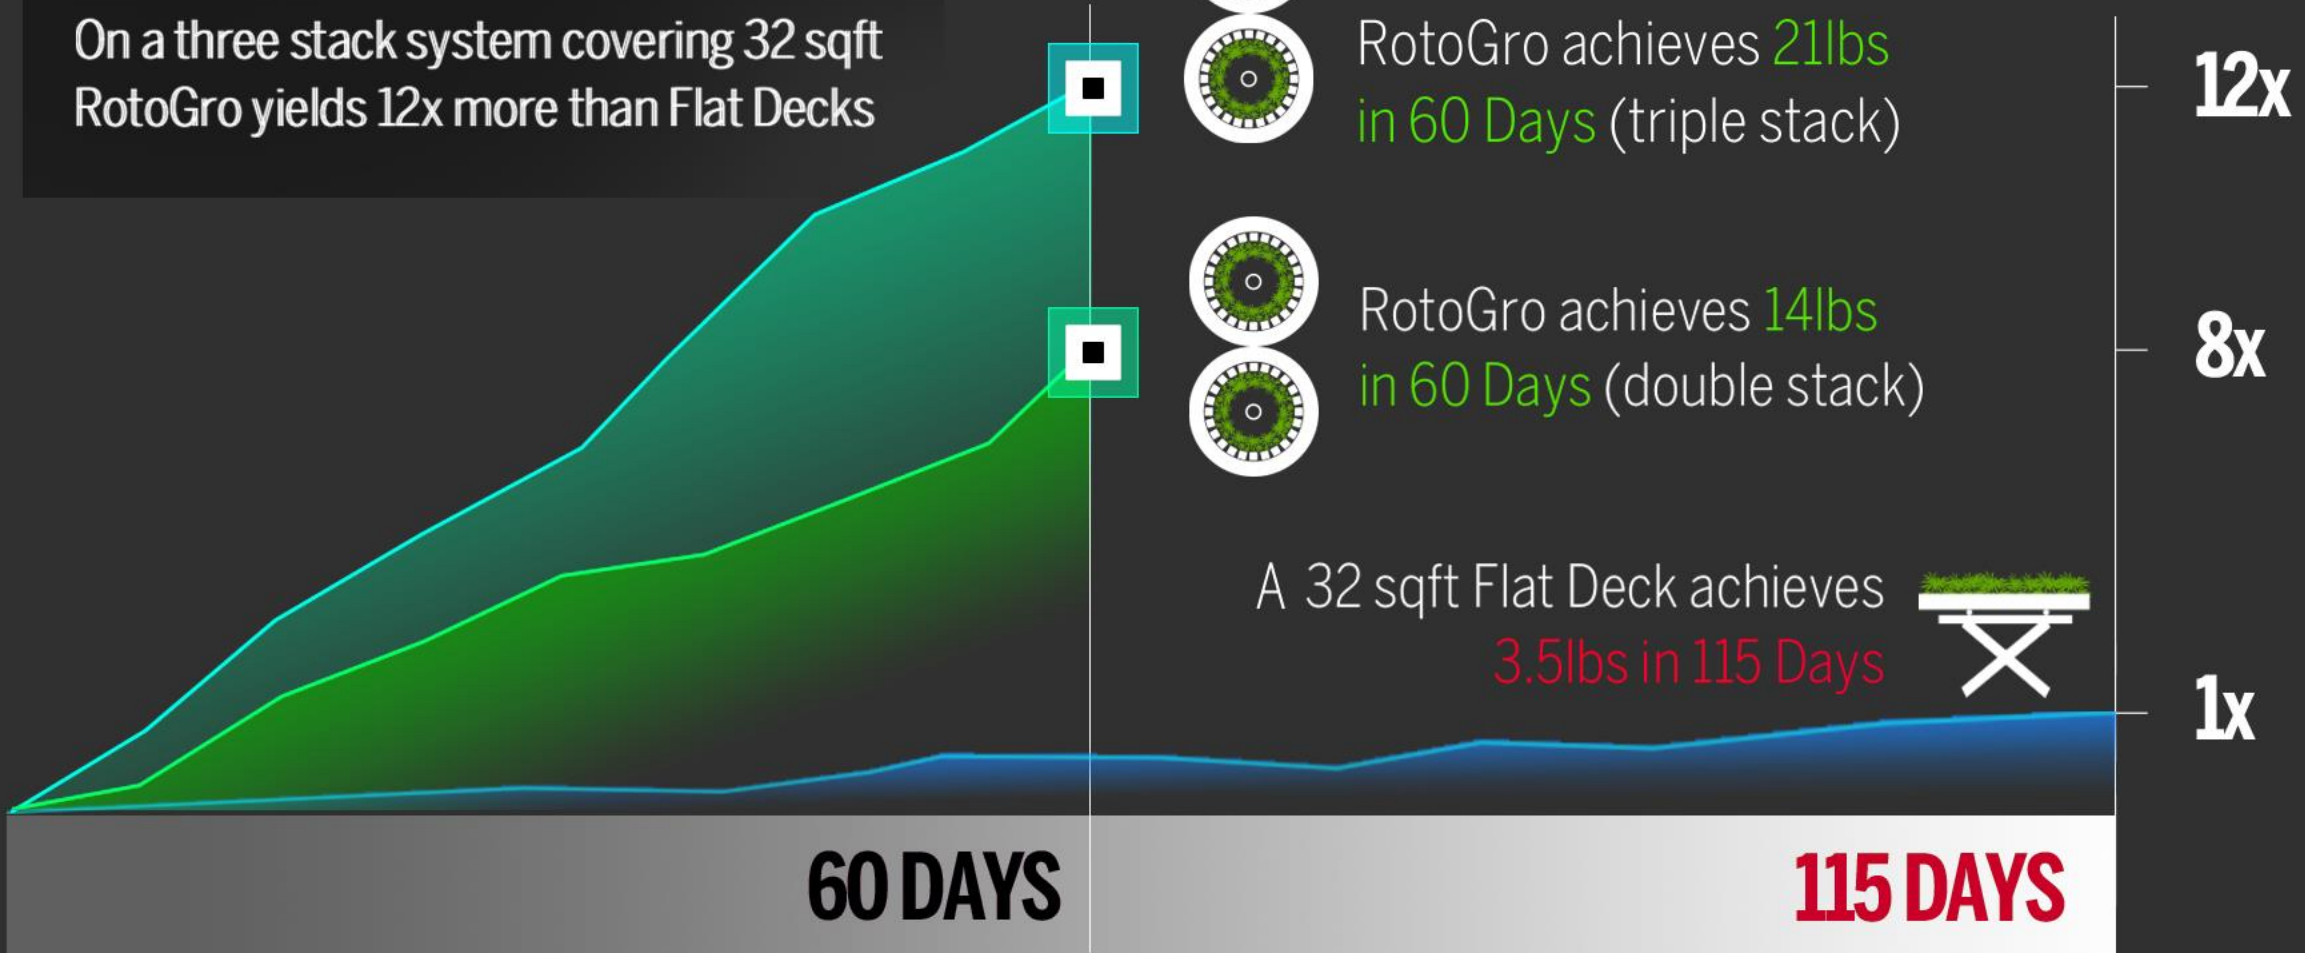 On a three stack system covering 32 sqft
RotoGro yields 12x more than Flat Decks
RotoGro achieves 21lbs
in 60 Days (triple stack)
12x
RotoGro achieves 14lbs
in 60 Days (double stack)
8x
A 32 sqft Flat Deck achieves
3.5lbs in 115 Days
1x
60 DAYS
115 DAYS